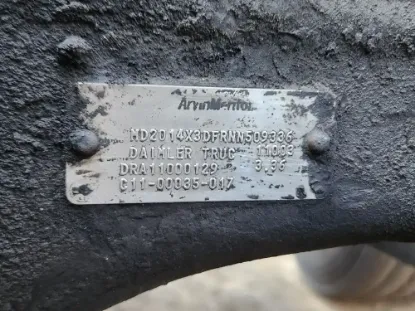 ArvinMeritor
MD2014X3DFRNN509336
DAIMLER TRUC 11003
DRA11000129 3.36
C11-00035-017